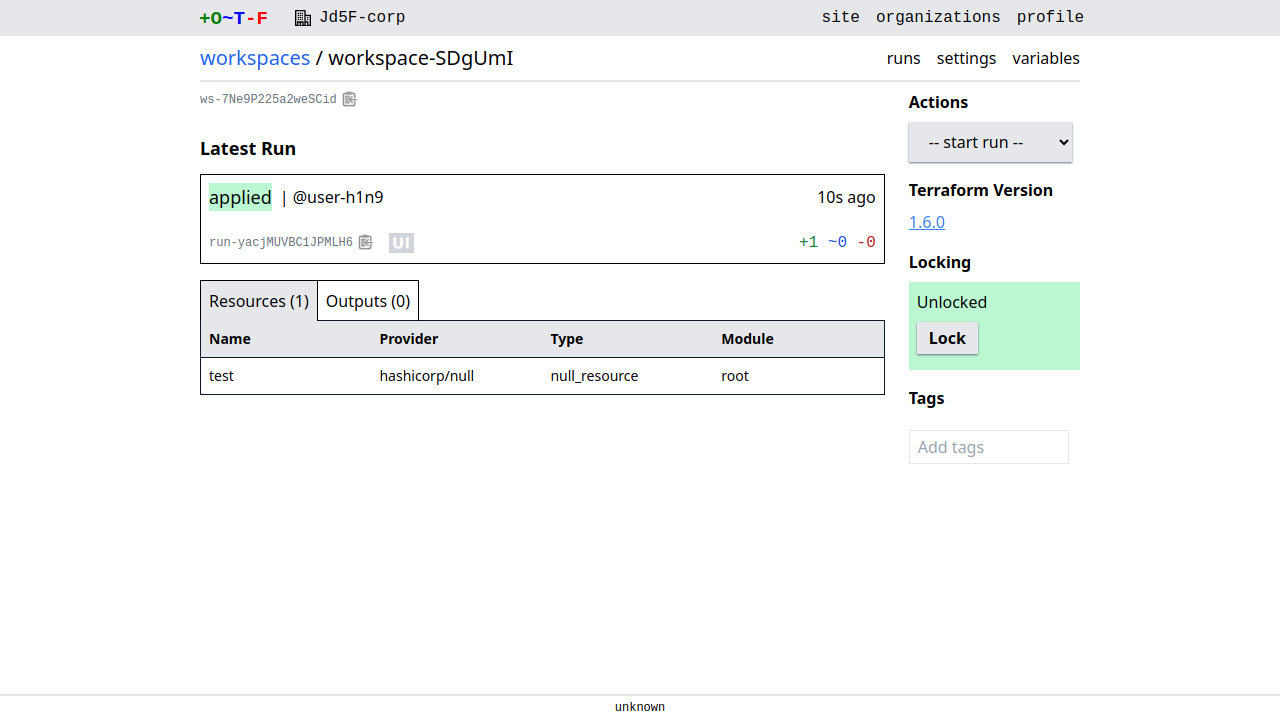 +O~T-F Jd5F-corp site organizations profile
workspaces / workspace-SDgUmI runs settings variables
ws-7Ne9P225a2weSCid
Actions
-- start run --
Latest Run
applied | @user-h1n9 10s ago
run-yacjMUVBC1JPMLH6 UI +1 ~0 -0
Terraform Version
1.6.0
Locking
Unlocked
Lock
Resources (1) Outputs (0)
Name Provider Type Module
test hashicorp/null null_resource root
Tags
Add tags
unknown